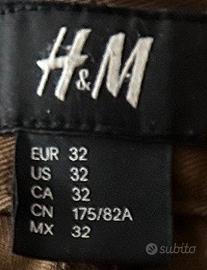 H&M
EUR 32
US 32
CA 32
CN 175/82A
MX 32
subito